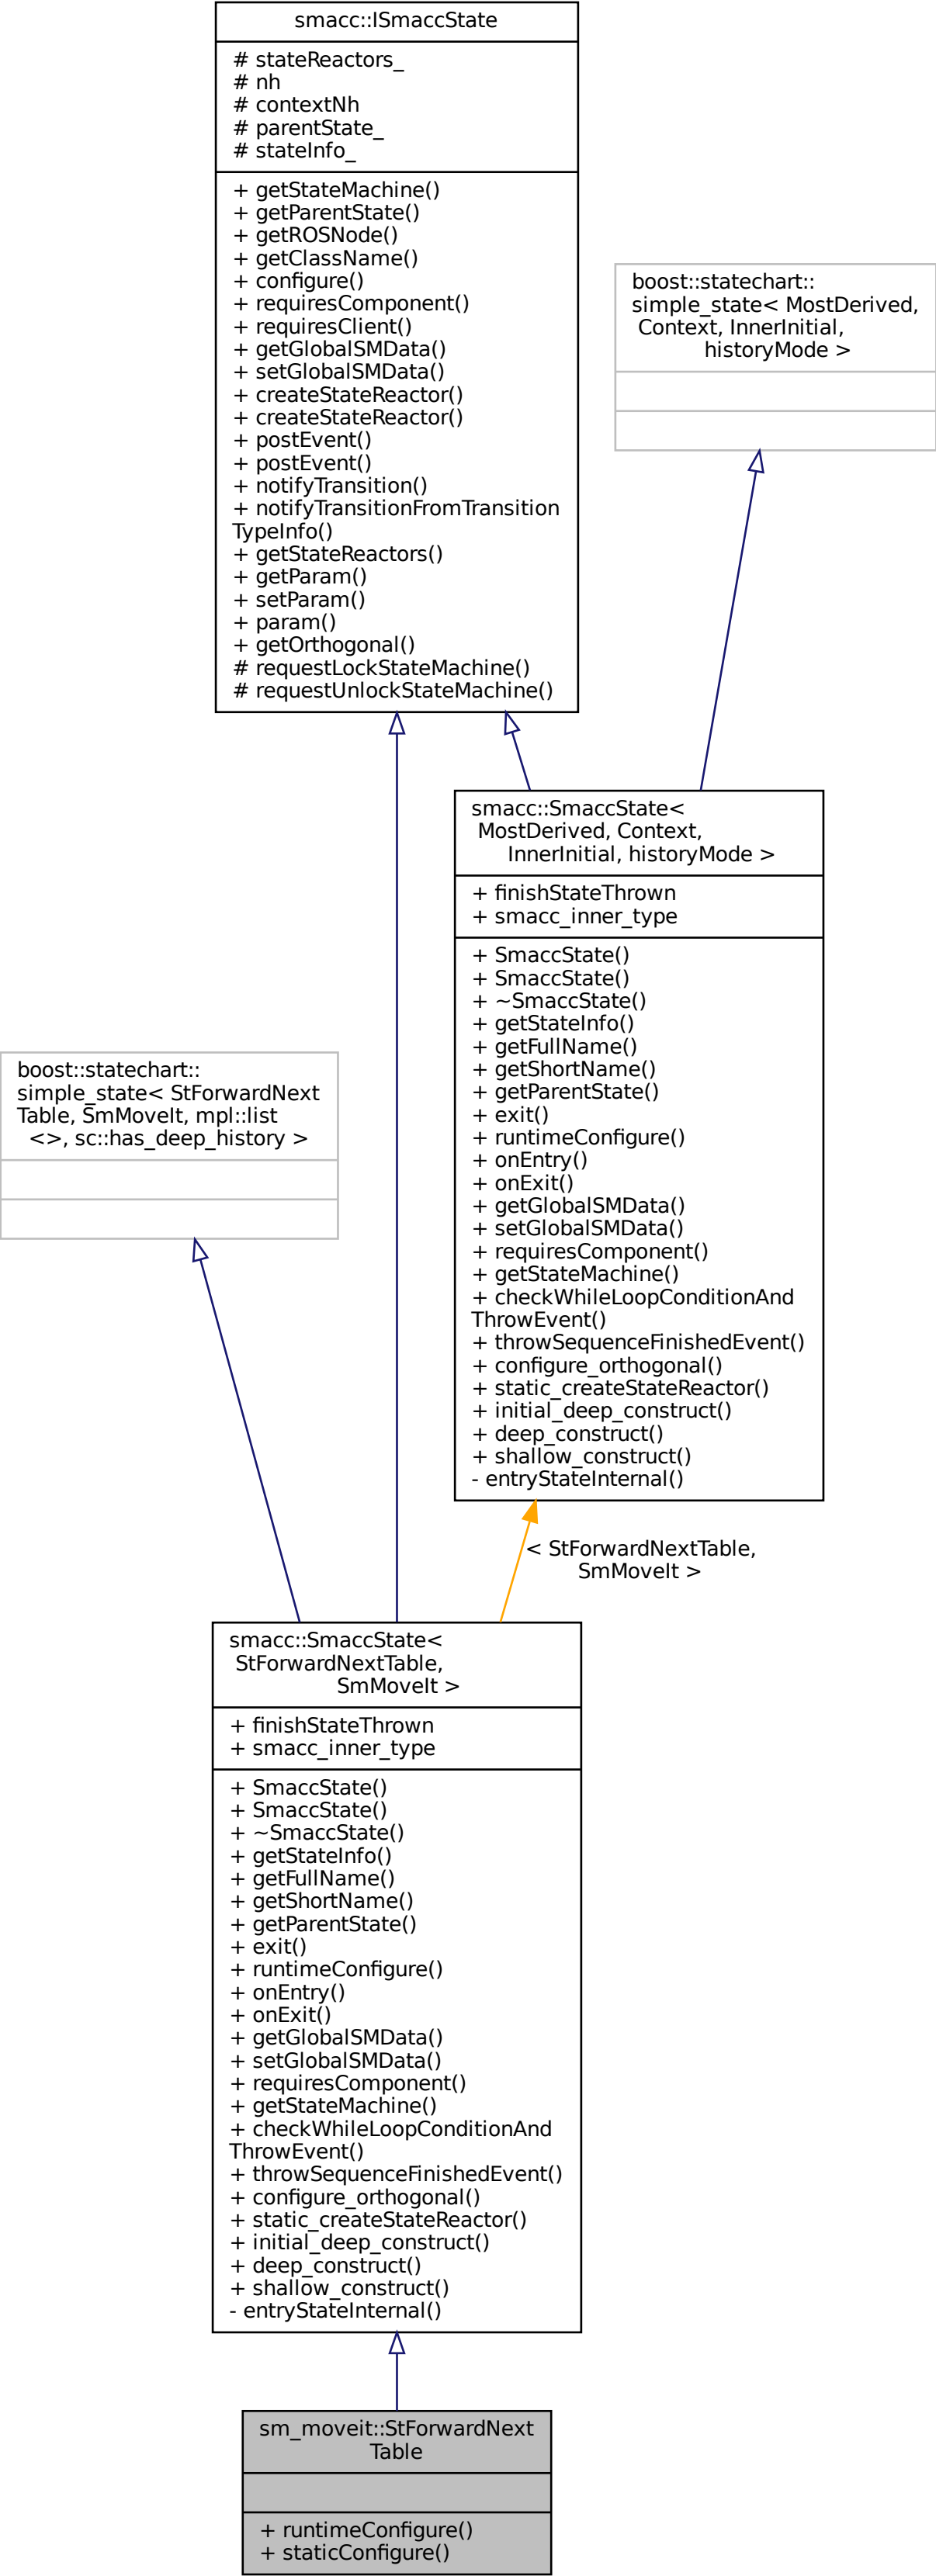 smacc::ISmaccState
# stateReactors_
# nh
# contextNh
# parentState_
# stateInfo_
+ getStateMachine()
+ getParentState()
+ getROSNode()
+ getClassName()
+ configure()
+ requiresComponent()
+ requiresClient()
+ getGlobalSMData()
+ setGlobalSMData()
+ createStateReactor()
+ createStateReactor()
+ postEvent()
+ postEvent()
+ notifyTransition()
+ notifyTransitionFromTransition
TypeInfo()
+ getStateReactors()
+ getParam()
+ setParam()
+ param()
+ getOrthogonal()
# requestLockStateMachine()
# requestUnlockStateMachine()
boost::statechart::
simple_state< MostDerived,
Context, InnerInitial,
historyMode >
smacc::SmaccState<
MostDerived, Context,
InnerInitial, historyMode >
+ finishStateThrown
+ smacc_inner_type
+ SmaccState()
+ SmaccState()
+ ~SmaccState()
+ getStateInfo()
+ getFullName()
+ getShortName()
+ getParentState()
+ exit()
+ runtimeConfigure()
+ onEntry()
+ onExit()
+ getGlobalSMData()
+ setGlobalSMData()
+ requiresComponent()
+ getStateMachine()
+ checkWhileLoopConditionAnd
ThrowEvent()
+ throwSequenceFinishedEvent()
+ configure_orthogonal()
+ static_createStateReactor()
+ initial_deep_construct()
+ deep_construct()
+ shallow_construct()
- entryStateInternal()
boost::statechart::
simple_state< StForwardNext
Table, SmMoveIt, mpl::list
<>, sc::has_deep_history >
< StForwardNextTable,
SmMoveIt >
smacc::SmaccState<
StForwardNextTable,
SmMoveIt >
+ finishStateThrown
+ smacc_inner_type
+ SmaccState()
+ SmaccState()
+ ~SmaccState()
+ getStateInfo()
+ getFullName()
+ getShortName()
+ getParentState()
+ exit()
+ runtimeConfigure()
+ onEntry()
+ onExit()
+ getGlobalSMData()
+ setGlobalSMData()
+ requiresComponent()
+ getStateMachine()
+ checkWhileLoopConditionAnd
ThrowEvent()
+ throwSequenceFinishedEvent()
+ configure_orthogonal()
+ static_createStateReactor()
+ initial_deep_construct()
+ deep_construct()
+ shallow_construct()
- entryStateInternal()
sm_moveit::StForwardNext
Table
+ runtimeConfigure()
+ staticConfigure()